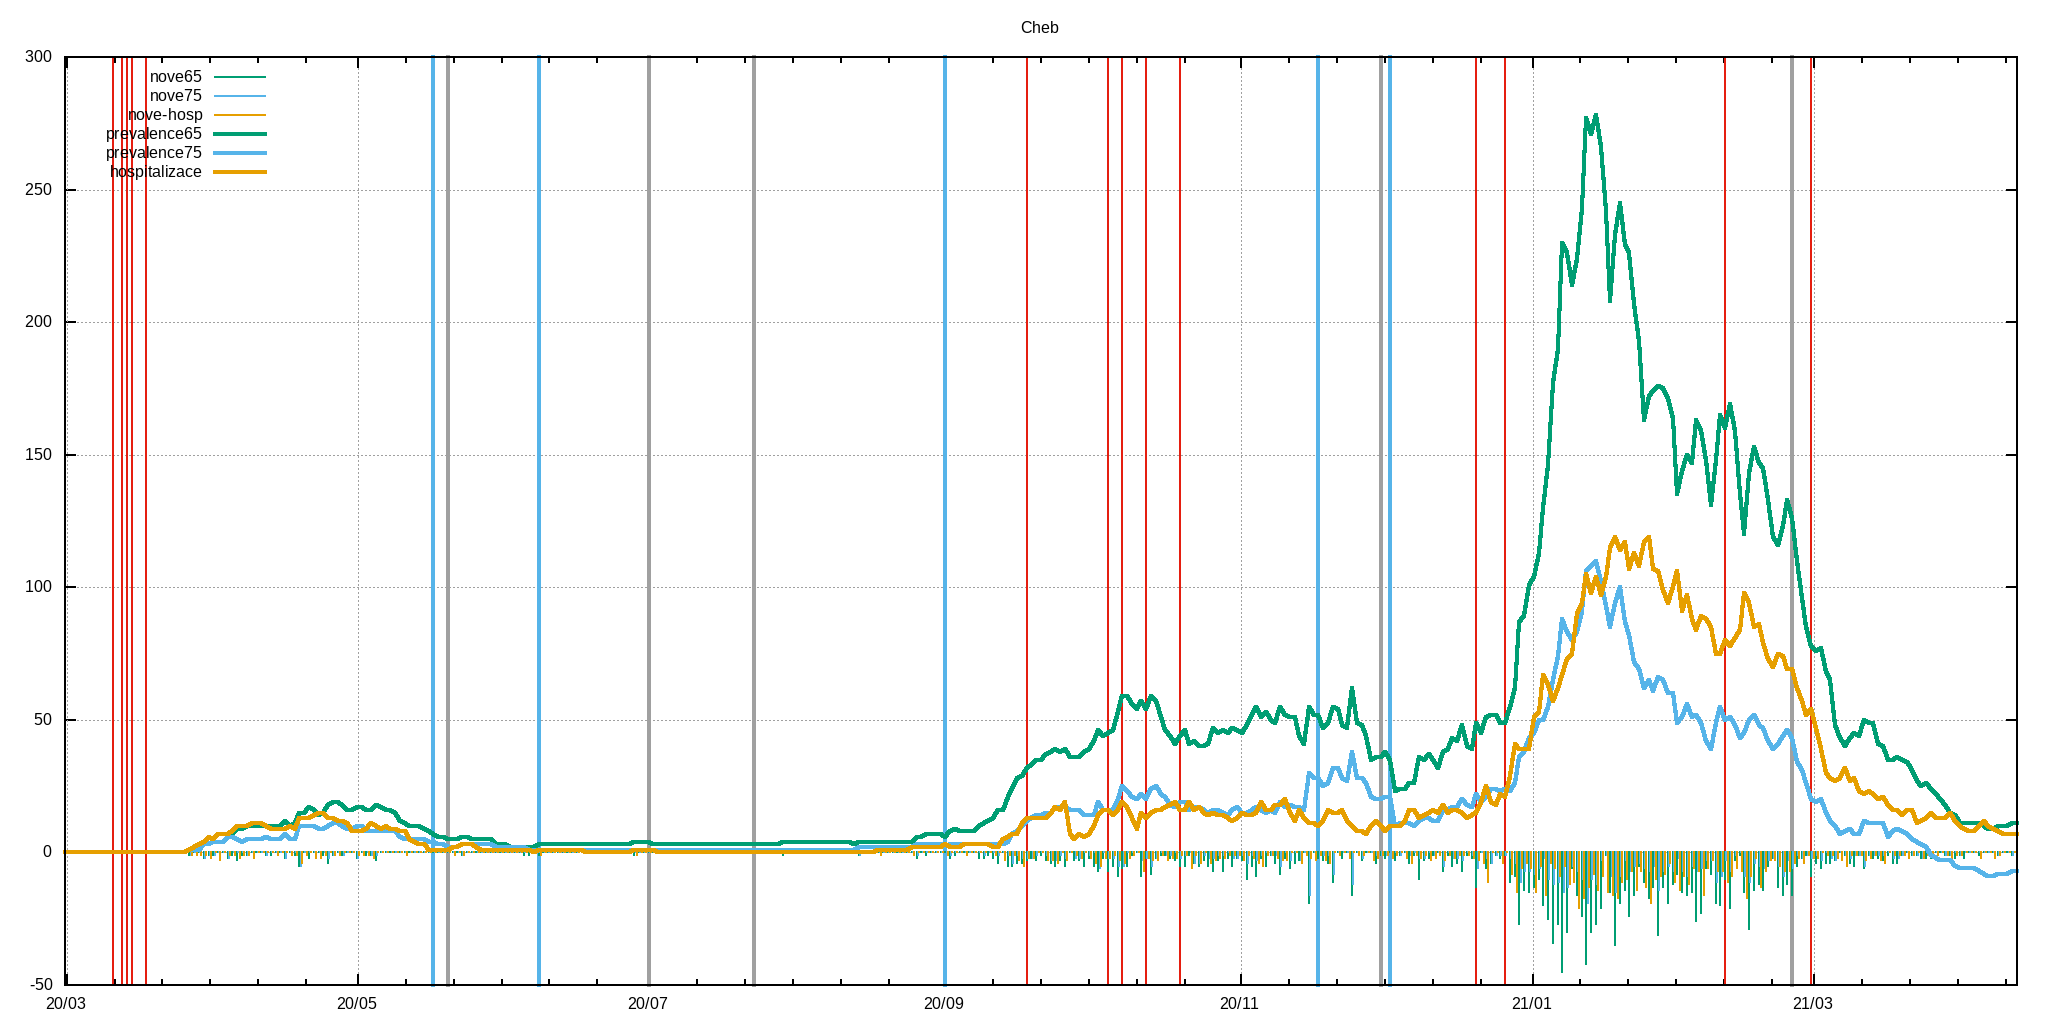 Cheb
300
250
200
150
100
50
0
-50
nove65
nove75
nove-hosp
prevalence65
prevalence75
hospitalizace
20/03 20/05 20/07 20/09 20/11 21/01 21/03